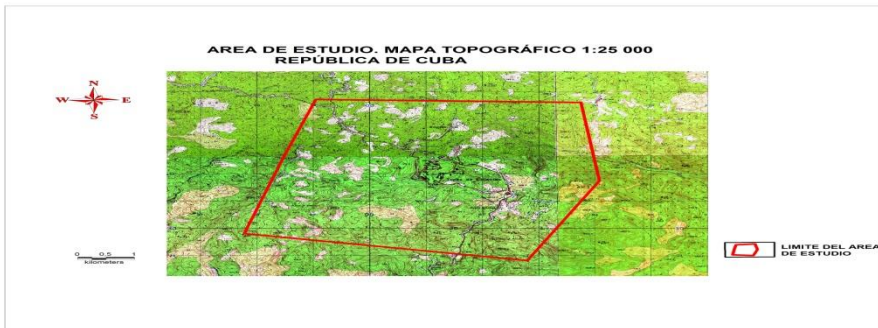 AREA DE ESTUDIO. MAPA TOPOGRÁFICO 1:25 000
REPÚBLICA DE CUBA
N
W E
S
0 0,5 1
kilometers
LIMITE DEL AREA
DE ESTUDIO